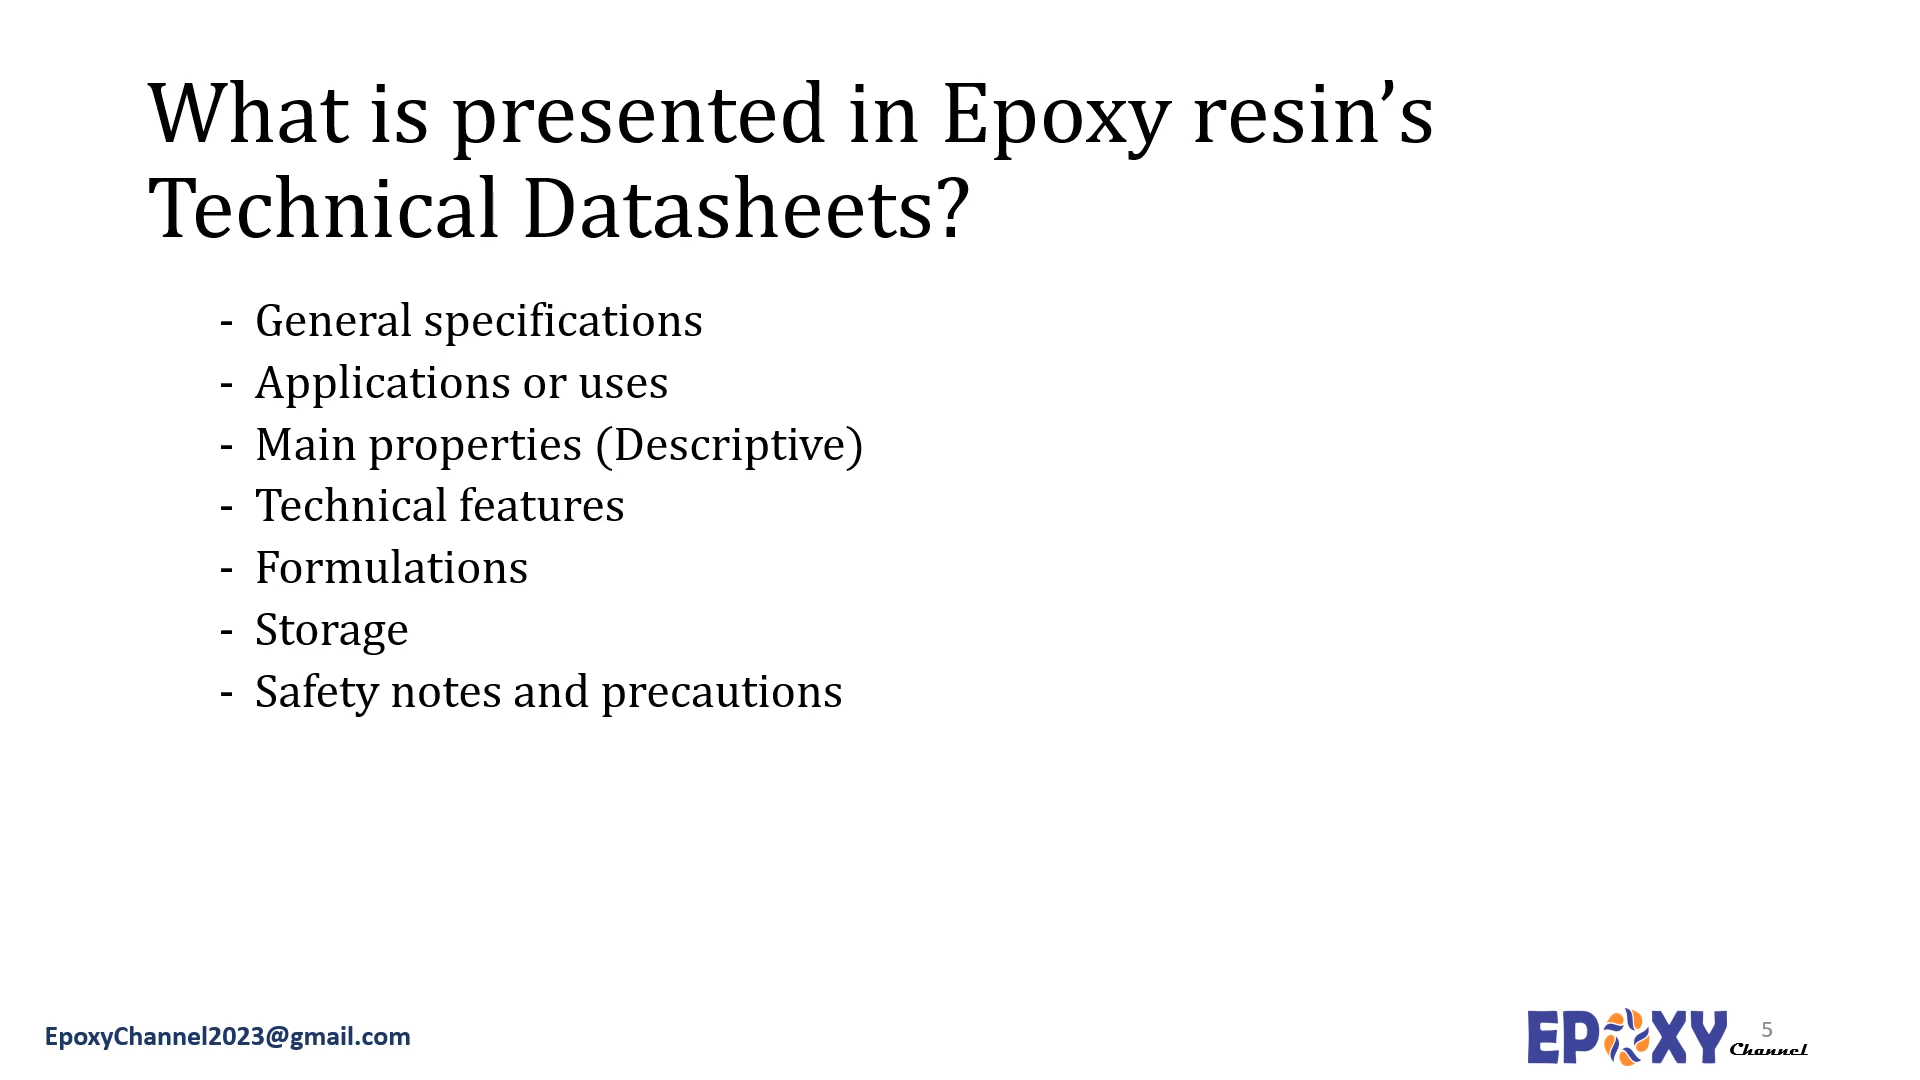 What is presented in Epoxy resin’s
Technical Datasheets?
- General specifications
- Applications or uses
- Main properties (Descriptive)
- Technical features
- Formulations
- Storage
- Safety notes and precautions
EpoxyChannel2023@gmail.com
EPOXY
Channel
5